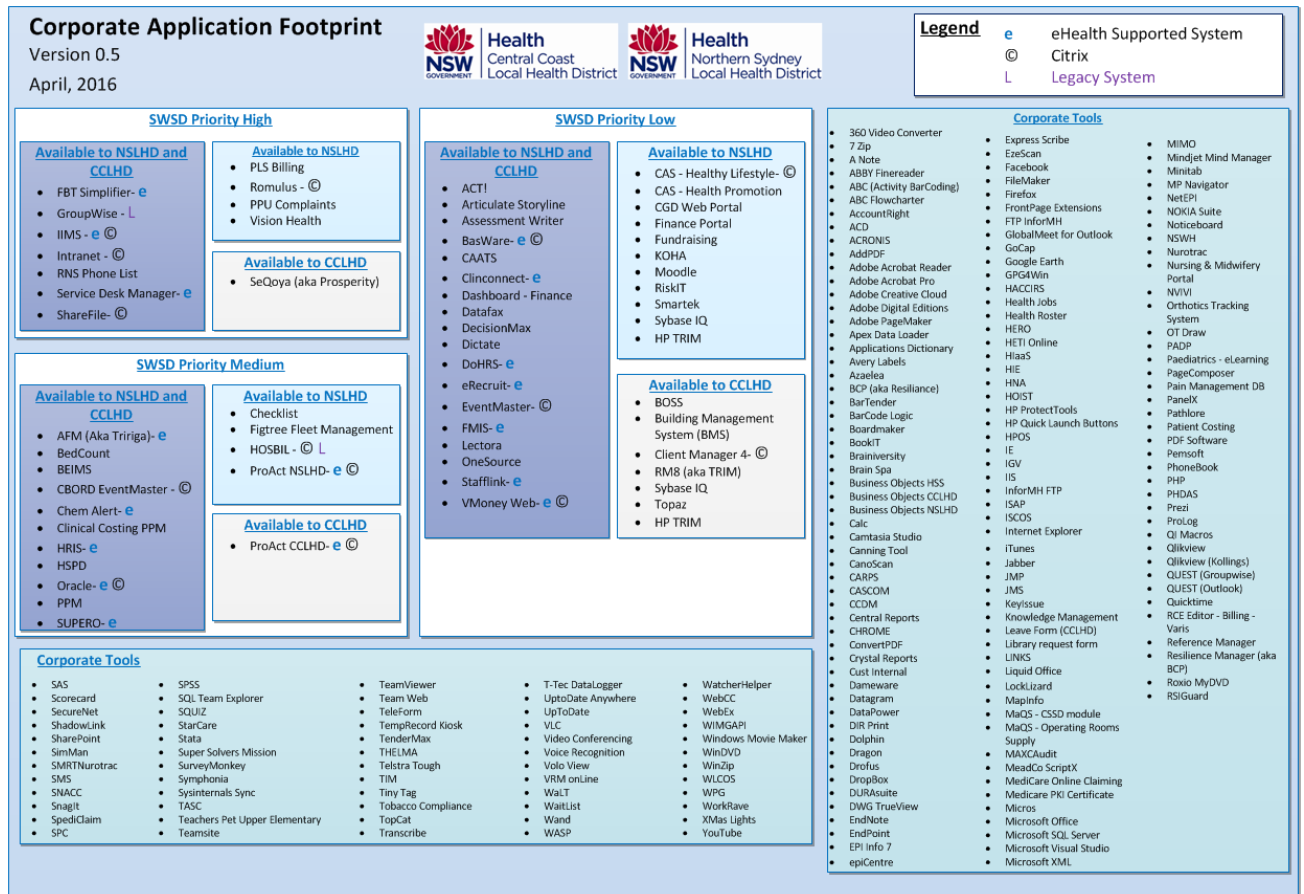 Corporate Application Footprint
Version 0.5
April, 2016
NSW
GOVERNMENT
Health
Central Coast
Local Health District
NSW
GOVERNMENT
Health
Northern Sydney
Local Health District
Legend
e eHealth Supported System
© Citrix
L Legacy System
SWSD Priority High
Available to NSLHD and
CCLHD
• FBT Simplifier- e
• GroupWise - L
• IIMS - e ©
• Intranet - ©
• RNS Phone List
• Service Desk Manager- e
• ShareFile- ©
Available to NSLHD
• PLS Billing
• Romulus - ©
• PPU Complaints
• Vision Health
Available to CCLHD
• SeQoya (aka Prosperity)
SWSD Priority Medium
Available to NSLHD and
CCLHD
• AFM (Aka Tririga)- e
• BedCount
• BEIMS
• CBORD EventMaster - ©
• Chem Alert- e
• Clinical Costing PPM
• HRIS- e
• HSPD
• Oracle- e ©
• PPM
• SUPERO- e
Available to NSLHD
• Checklist
• Figtree Fleet Management
• HOSBIL - © L
• ProAct NSLHD- e ©
Available to CCLHD
• ProAct CCLHD- e ©
SWSD Priority Low
Available to NSLHD and
CCLHD
• ACT!
• Articulate Storyline
• Assessment Writer
• BasWare- e ©
• CAATS
• Clinconnect- e
• Dashboard - Finance
• Datafax
• DecisionMax
• Dictate
• DoHRS- e
• eRecruit- e
• EventMaster- ©
• FMIS- e
• Lectora
• OneSource
• Stafflink- e
• VMoney Web- e ©
Available to NSLHD
• CAS - Healthy Lifestyle- ©
• CAS - Health Promotion
• CGD Web Portal
• Finance Portal
• Fundraising
• KOHA
• Moodle
• RiskIT
• Smartek
• Sybase IQ
• HP TRIM
Available to CCLHD
• BOSS
• Building Management
System (BMS)
• Client Manager 4- ©
• RM8 (aka TRIM)
• Sybase IQ
• Topaz
• HP TRIM
Corporate Tools
• 360 Video Converter
• 7 Zip
• A Note
• ABBY Finereader
• ABC (Activity BarCoding)
• ABC Flowcharter
• AccountRight
• ACD
• ACRONIS
• AddPDF
• Adobe Acrobat Reader
• Adobe Acrobat Pro
• Adobe Creative Cloud
• Adobe Digital Editions
• Adobe PageMaker
• Apex Data Loader
• Applications Dictionary
• Avery Labels
• Azaelea
• BCP (aka Resiliance)
• BarTender
• BarCode Logic
• Boardmaker
• BookIT
• Brainiversity
• Brain Spa
• Business Objects HSS
• Business Objects CCLHD
• Business Objects NSLHD
• Calc
• Camtasia Studio
• Canning Tool
• CanoScan
• CARPS
• CASCOM
• CCDM
• Central Reports
• CHROME
• ConvertPDF
• Crystal Reports
• Cust Internal
• Dameware
• Datagram
• DataPower
• DIR Print
• Dolphin
• Dragon
• Drofus
• DropBox
• DURAsuite
• DWG TrueView
• EndNote
• EndPoint
• EPI Info 7
• epiCentre
• Express Scribe
• EzeScan
• Facebook
• FileMaker
• Firefox
• FrontPage Extensions
• FTP InforMH
• GlobalMeet for Outlook
• GoCap
• Google Earth
• GPG4Win
• HACCIRS
• Health Jobs
• Health Roster
• HERO
• HETI Online
• HIaaS
• HIE
• HNA
• HOIST
• HP ProtectTools
• HP Quick Launch Buttons
• HPOS
• IE
• IGV
• IIS
• InforMH FTP
• ISAP
• ISCOS
• Internet Explorer
• iTunes
• Jabber
• JMP
• JMS
• KeyIssue
• Knowledge Management
• Leave Form (CCLHD)
• Library request form
• LINKS
• Liquid Office
• LockLizard
• MapInfo
• MaQS - CSSD module
• MaQS - Operating Rooms
Supply
• MAXCAudit
• MeadCo ScriptX
• MediCare Online Claiming
• Medicare PKI Certificate
• Micros
• Microsoft Office
• Microsoft SQL Server
• Microsoft Visual Studio
• Microsoft XML
• MIMO
• Mindjet Mind Manager
• Minitab
• MP Navigator
• NetEPI
• NOKIA Suite
• Noticeboard
• NSWH
• Nurotrac
• Nursing & Midwifery
Portal
• NVIVI
• Orthotics Tracking
System
• OT Draw
• PADP
• Paediatrics - eLearning
• PageComposer
• Pain Management DB
• PanelX
• Pathlore
• Patient Costing
• PDF Software
• Pemsoft
• PhoneBook
• PHP
• PHDAS
• Prezi
• ProLog
• QI Macros
• Qlikview
• Qlikview (Kollings)
• QUEST (Groupwise)
• QUEST (Outlook)
• Quicktime
• RCE Editor - Billing -
Varis
• Reference Manager
• Resilience Manager (aka
BCP)
• Roxio MyDVD
• RSIGuard
Corporate Tools
• SAS
• Scorecard
• SecureNet
• ShadowLink
• SharePoint
• SimMan
• SMRTNurotrac
• SMS
• SNACC
• SnagIt
• SpediClaim
• SPC
• SPSS
• SQL Team Explorer
• SQUIZ
• StarCare
• Stata
• Super Solvers Mission
• SurveyMonkey
• Symphonia
• Sysinternals Sync
• TASC
• Teachers Pet Upper Elementary
• Teamsite
• TeamViewer
• Team Web
• TeleForm
• TempRecord Kiosk
• TenderMax
• THELMA
• Telstra Tough
• TIM
• Tiny Tag
• Tobacco Compliance
• TopCat
• Transcribe
• T-Tec DataLogger
• UptoDate Anywhere
• UpToDate
• VLC
• Video Conferencing
• Voice Recognition
• Volo View
• VRM onLine
• WaLT
• WaitList
• Wand
• WASP
• WatcherHelper
• WebCC
• WebEx
• WIMGAPI
• Windows Movie Maker
• WinDVD
• WinZip
• WLCOS
• WPG
• WorkRave
• XMas Lights
• YouTube